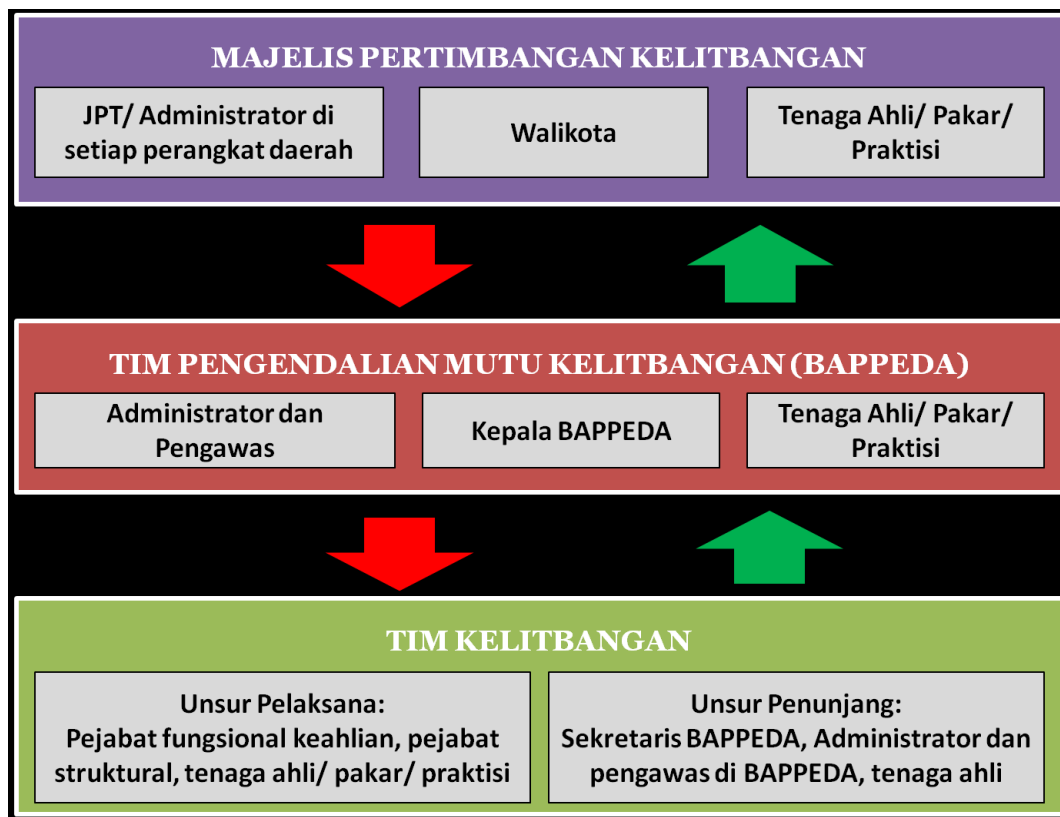 MAJELIS PERTIMBANGAN KELITBANGAN
JPT/ Administrator di
setiap perangkat daerah
Walikota
Tenaga Ahli/ Pakar/
Praktisi
TIM PENGENDALIAN MUTU KELITBANGAN (BAPPEDA)
Administrator dan
Pengawas
Kepala BAPPEDA
Tenaga Ahli/ Pakar/
Praktisi
TIM KELITBANGAN
Unsur Pelaksana:
Pejabat fungsional keahlian, pejabat
struktural, tenaga ahli/ pakar/ praktisi
Unsur Penunjang:
Sekretaris BAPPEDA, Administrator dan
pengawas di BAPPEDA, tenaga ahli